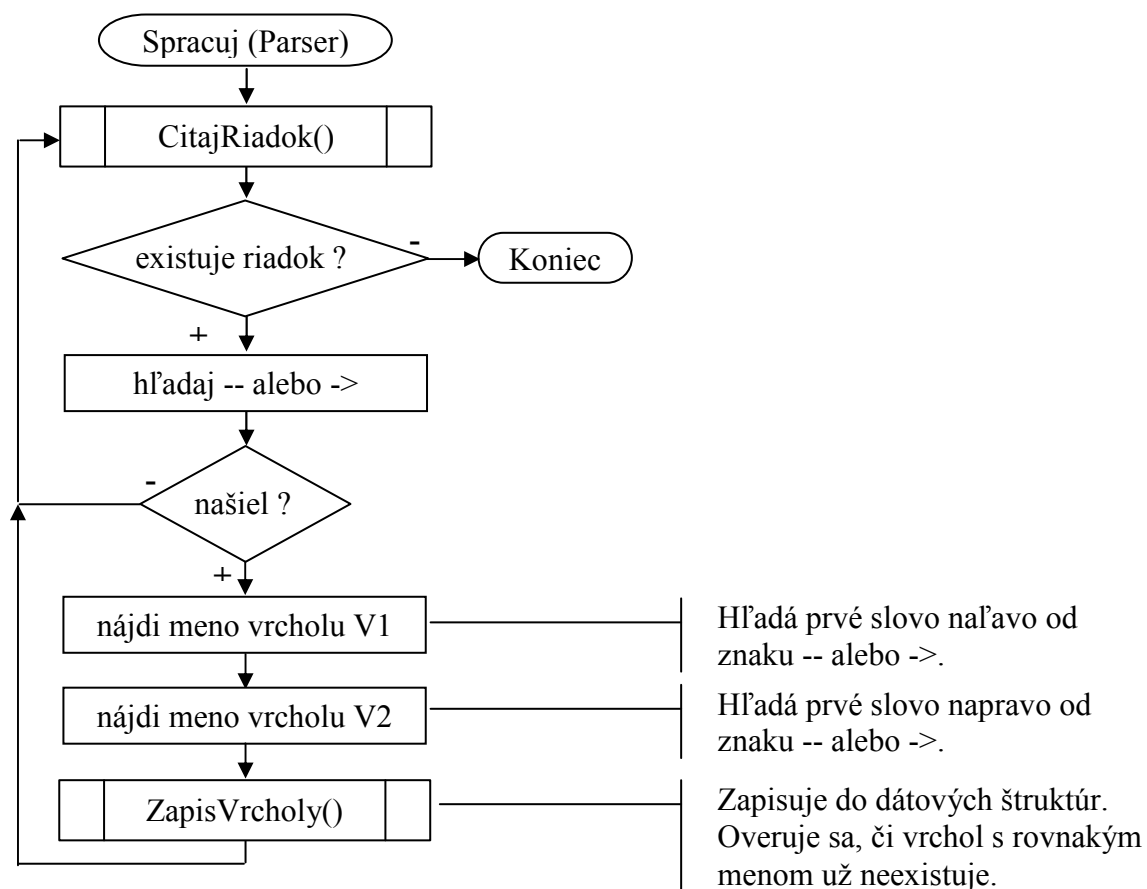 Spracuj (Parser)
CitajRiadok()
existuje riadok ?
-
Koniec
+
hľadaj -- alebo ->
-
našiel ?
+
nájdi meno vrcholu V1
Hľadá prvé slovo naľavo od
znaku -- alebo ->.
nájdi meno vrcholu V2
Hľadá prvé slovo napravo od
znaku -- alebo ->.
ZapisVrcholy()
Zapisuje do dátových štruktúr.
Overuje sa, či vrchol s rovnakým
menom už neexistuje.